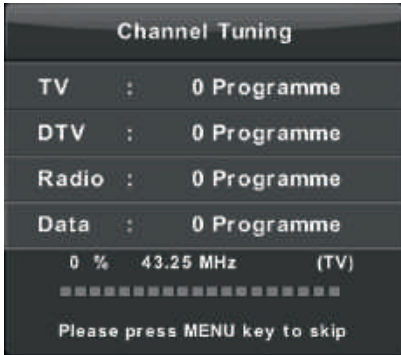 Channel Tuning
TV : 0 Programme
DTV : 0 Programme
Radio : 0 Programme
Data : 0 Programme
0 % 43.25 MHz (TV)
Please press MENU key to skip